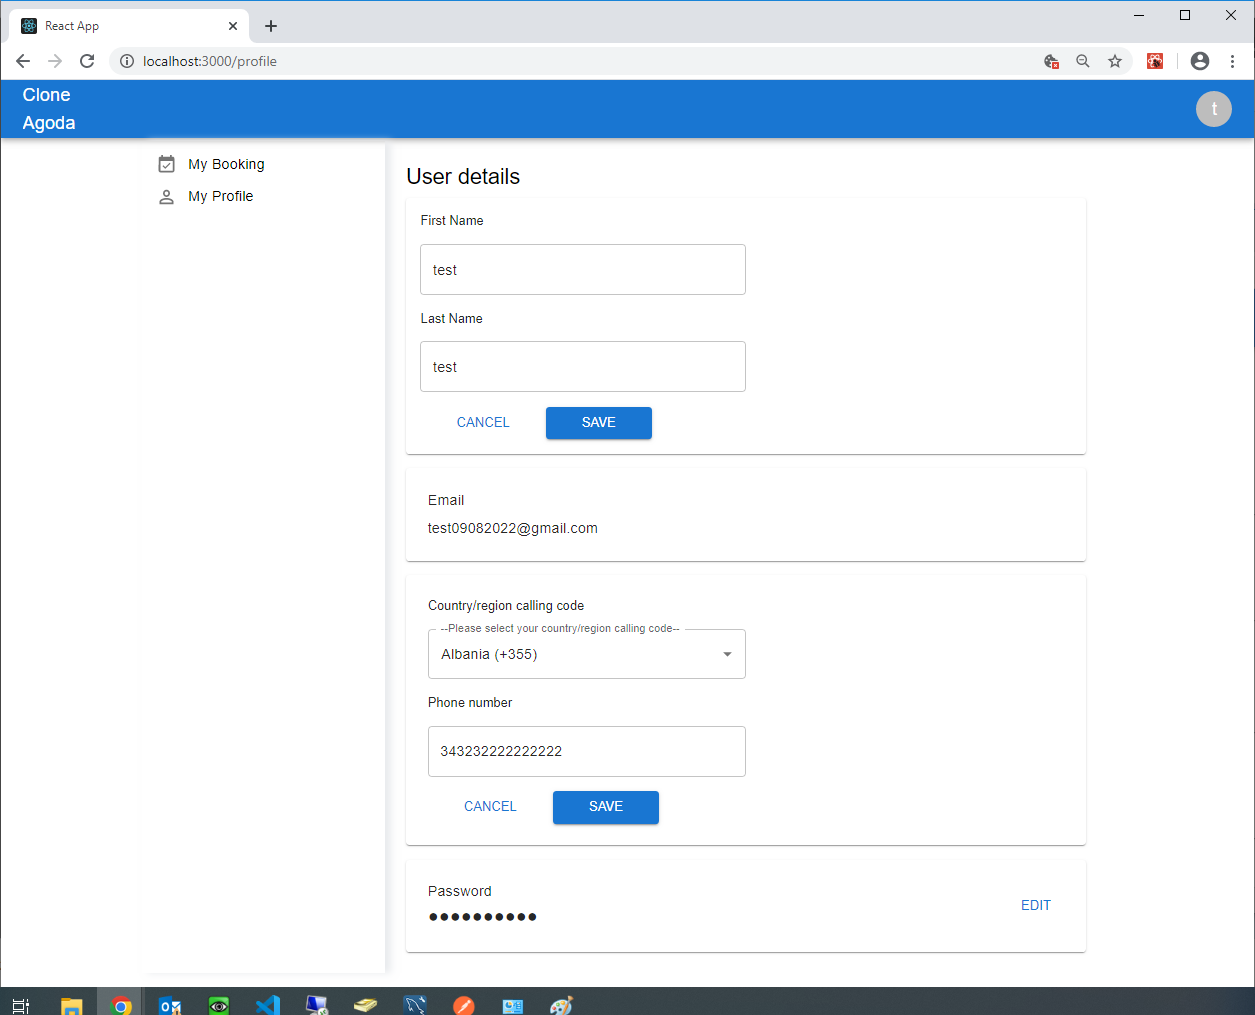 React App
localhost:3000/profile
Clone
Agoda
t
My Booking
My Profile
User details
First Name
test
Last Name
test
CANCEL
SAVE
Email
test09082022@gmail.com
Country/region calling code
--Please select your country/region calling code--
Albania (+355)
Phone number
343232222222222
CANCEL
SAVE
Password
●●●●●●●●●●
EDIT